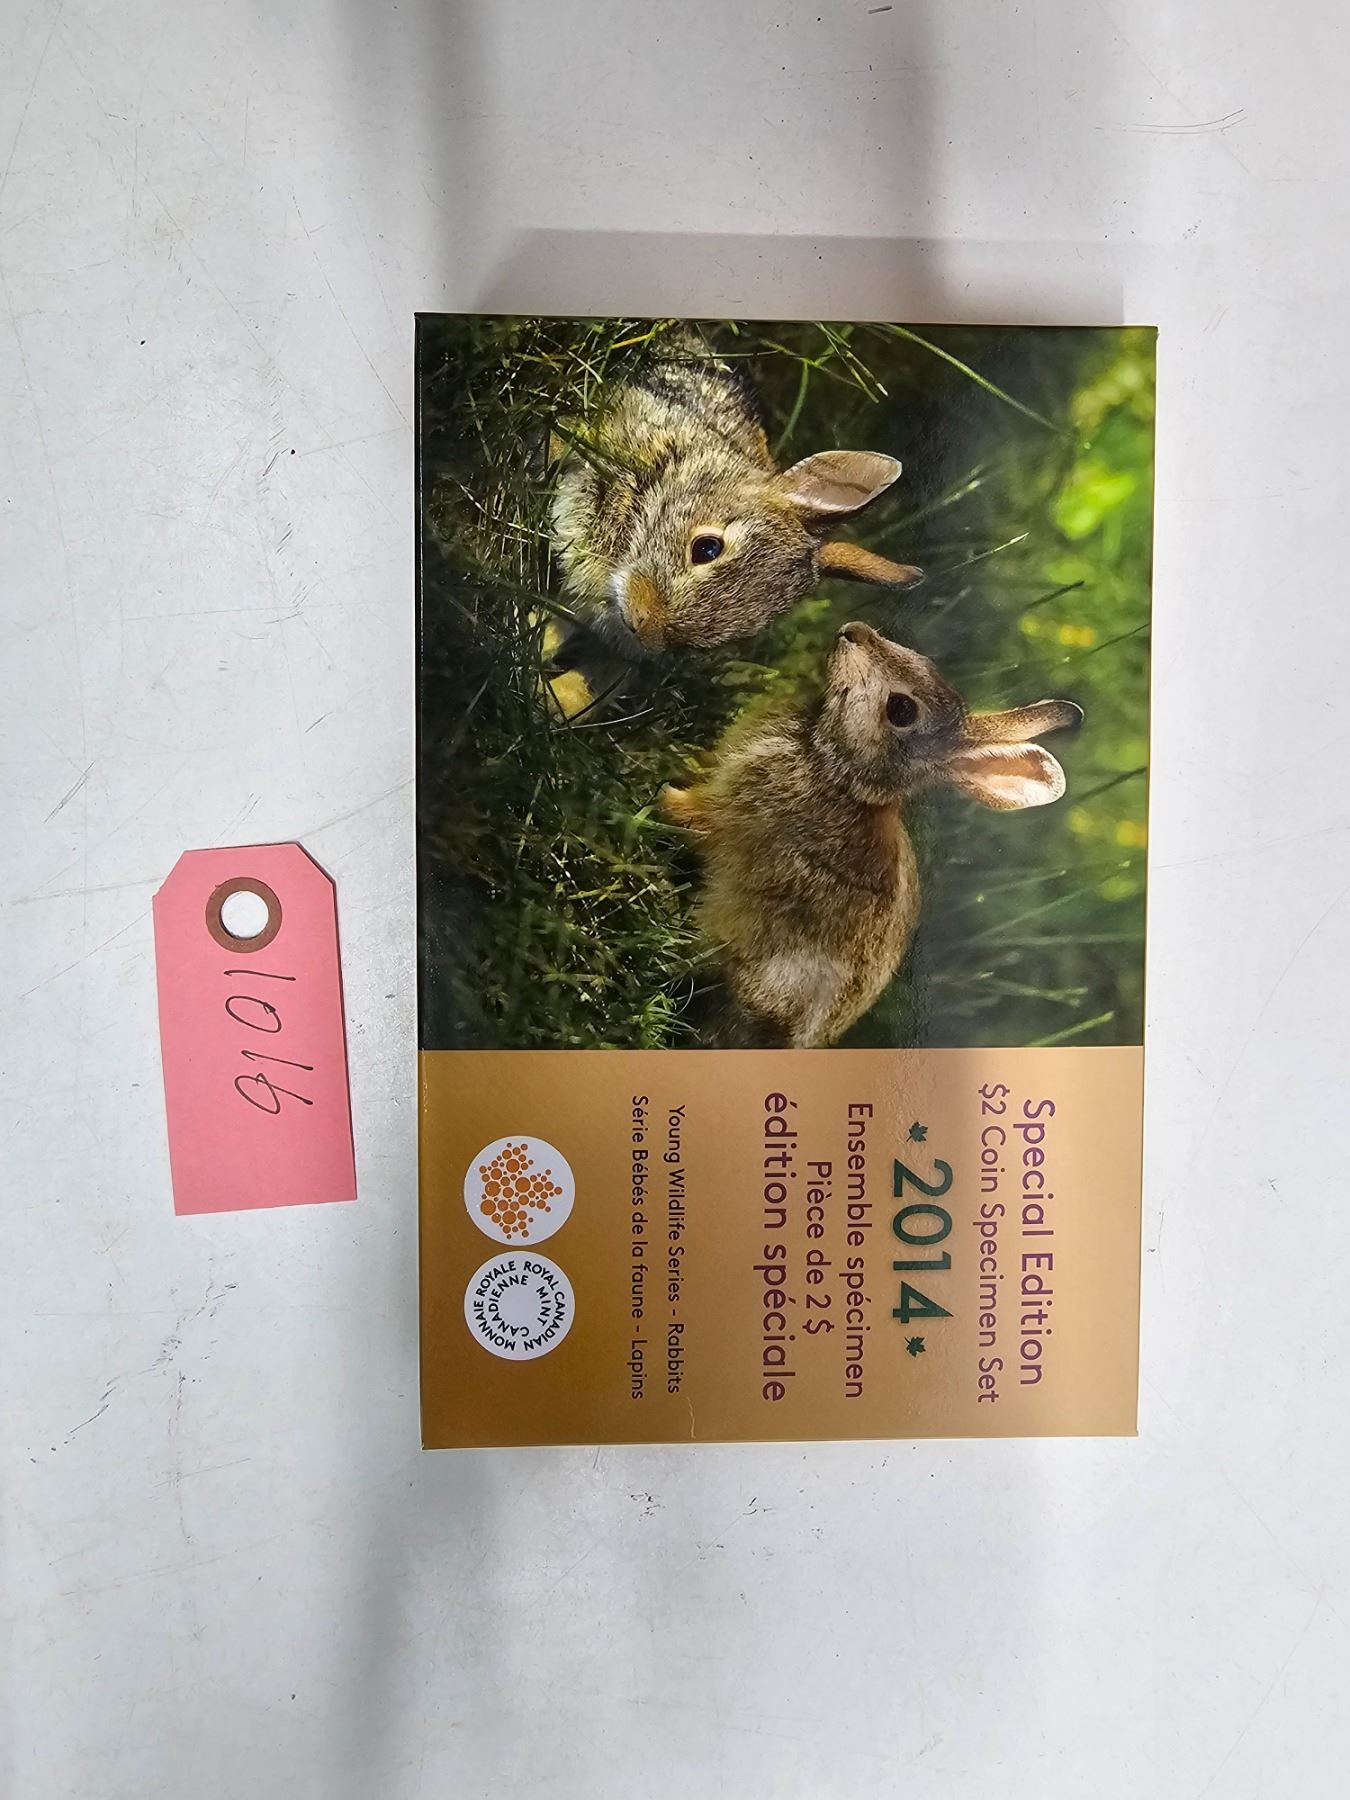 Special Edition
$2 Coin Specimen Set
2014
Ensemble spécimen
Pièce de 2 $
édition spéciale
Young Wildlife Series - Rabbits
Série Bébés de la faune - Lapins
ROYAL CANADIAN MINT
MONNAIE ROYALE CANADIENNE
1016